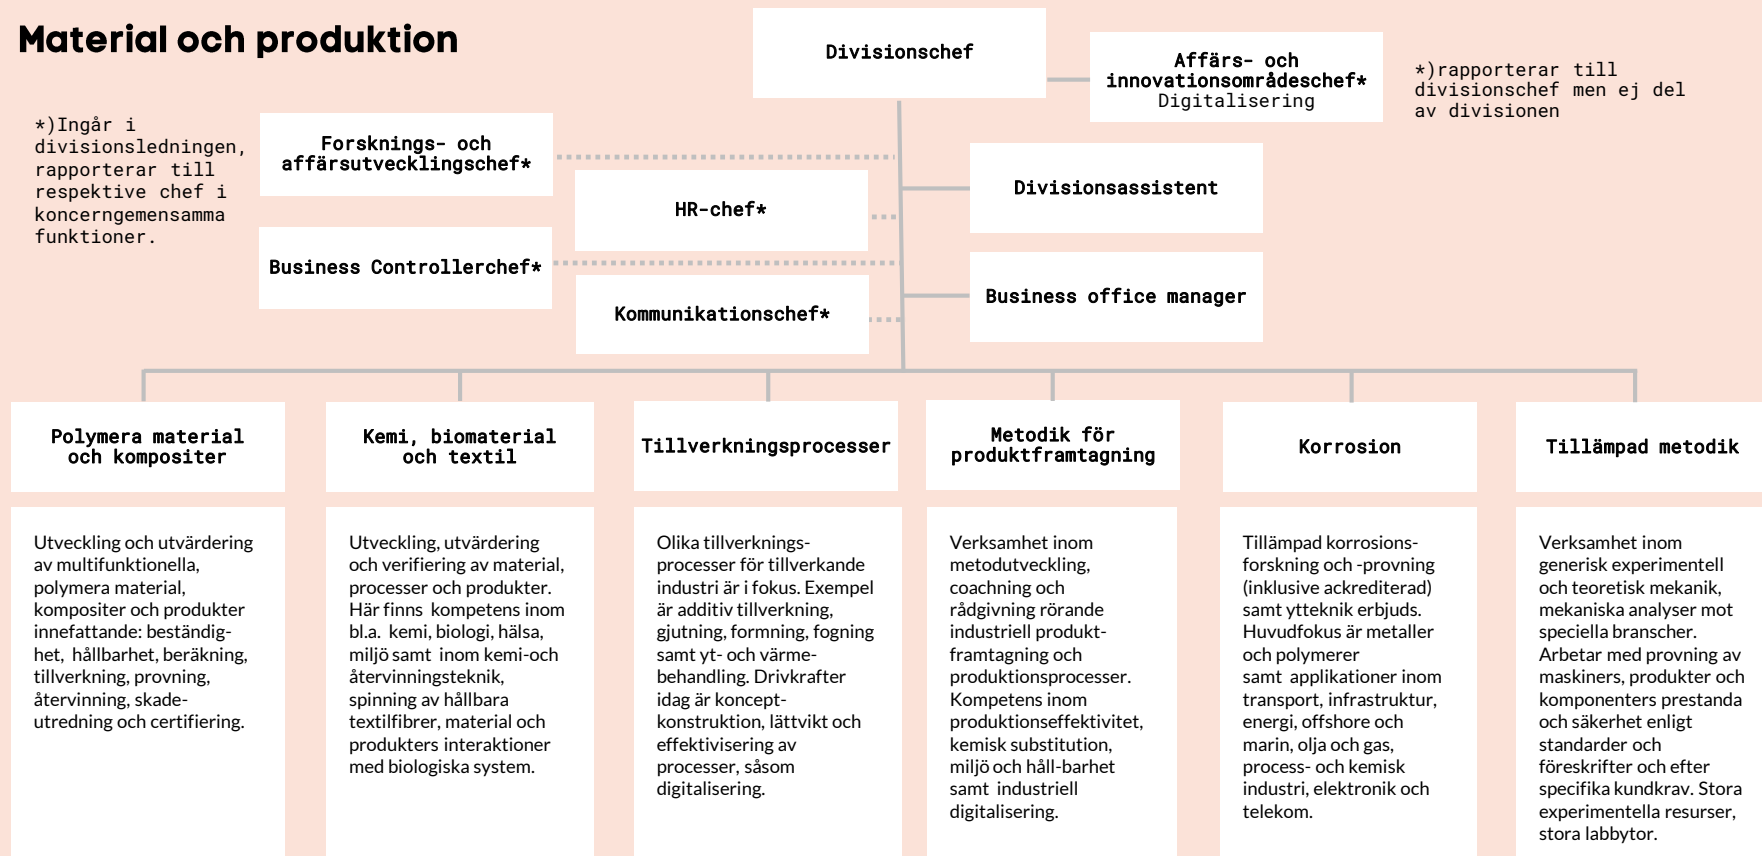 Material och produktion
Divisionschef
Affärs- och
innovationsområdeschef*
Digitalisering
*)rapporterar till
divisionschef men ej del
av divisionen
*)Ingår i
divisionsledningen,
rapporterar till
respektive chef i
koncerngemensamma
funktioner.
Forsknings- och
affärsutvecklingschef*
HR-chef*
Divisionsassistent
Business Controllerchef*
Kommunikationschef*
Business office manager
Polymera material
och kompositer
Kemi, biomaterial
och textil
Tillverkningsprocesser
Metodik för
produktframtagning
Korrosion
Tillämpad metodik
Utveckling och utvärdering
av multifunktionella,
polymera material,
kompositer och produkter
innefattande: beständig-
het, hållbarhet, beräkning,
tillverkning, provning,
återvinning, skade-
utredning och certifiering.
Utveckling, utvärdering
och verifiering av material,
processer och produkter.
Här finns kompetens inom
bl.a. kemi, biologi, hälsa,
miljö samt inom kemi-och
återvinningsteknik,
spinning av hållbara
textilfibrer, material och
produkters interaktioner
med biologiska system.
Olika tillverknings-
processer för tillverkande
industri är i fokus. Exempel
är additiv tillverkning,
gjutning, formning, fogning
samt yt- och värme-
behandling. Drivkrafter
idag är koncept-
konstruktion, lättvikt och
effektivisering av
processer, såsom
digitalisering.
Verksamhet inom
metodutveckling,
coachning och
rådgivning rörande
industriell produkt-
framtagning och
produktionsprocesser.
Kompetens inom
produktionseffektivitet,
kemisk substitution,
miljö och håll-barhet
samt industriell
digitalisering.
Tillämpad korrosions-
forskning och -provning
(inklusive ackrediterad)
samt ytteknik erbjuds.
Huvudfokus är metaller
och polymerer
samt applikationer inom
transport, infrastruktur,
energi, offshore och
marin, olja och gas,
process- och kemisk
industri, elektronik och
telekom.
Verksamhet inom
generisk experimentell
och teoretisk mekanik,
mekaniska analyser mot
speciella branscher.
Arbetar med provning av
maskiners, produkter och
komponenters prestanda
och säkerhet enligt
standarder och
föreskrifter och efter
specifika kundkrav. Stora
experimentella resurser,
stora labbytor.